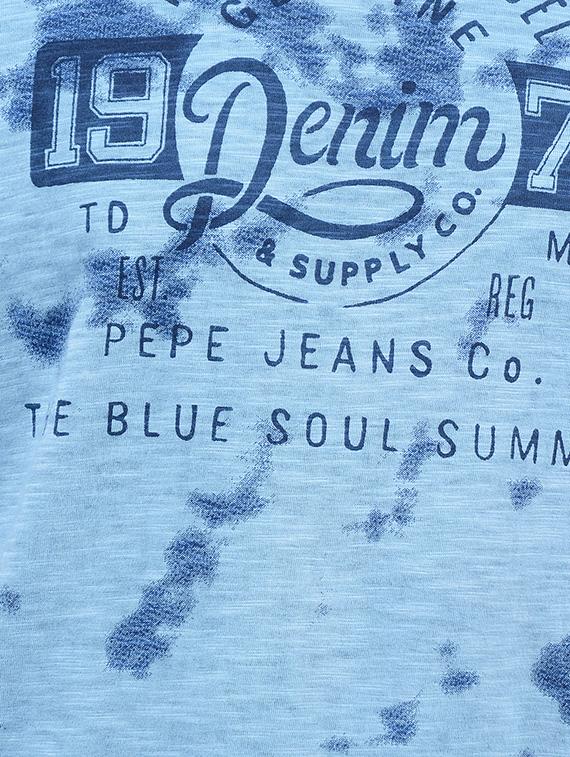 19 Denim 7
& SUPPLY CO.
TD
EST. REG
PEPE JEANS Co.
BLUE SOUL